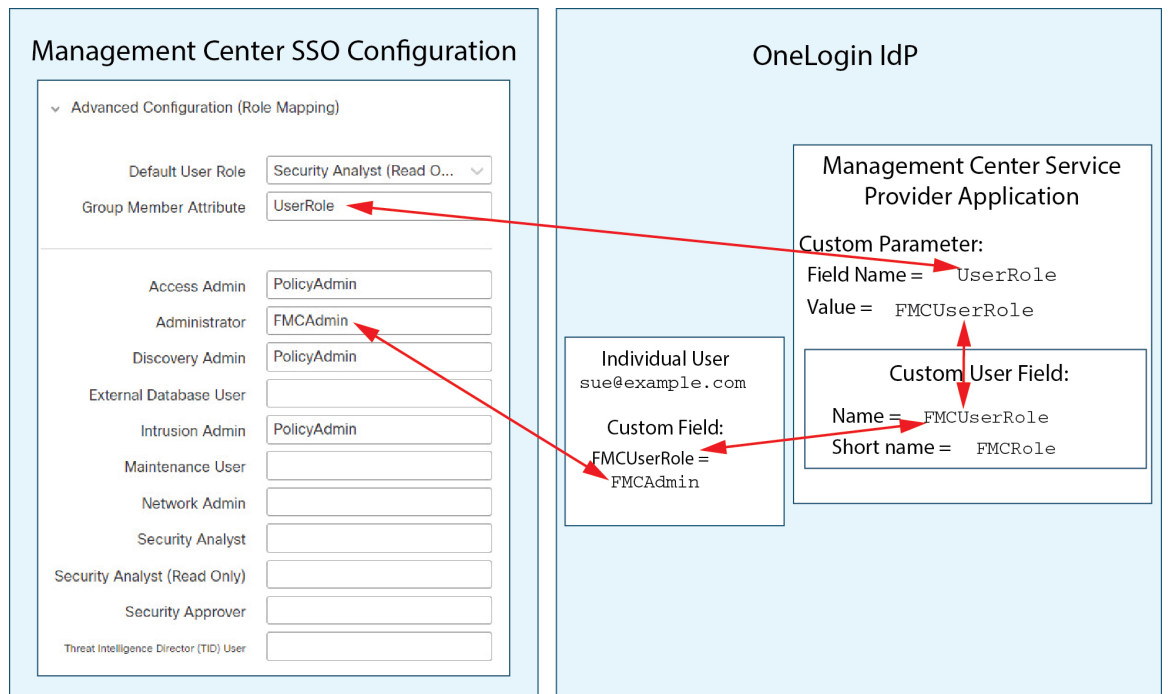 Management Center SSO Configuration
Advanced Configuration (Role Mapping)
Default User Role
Security Analyst (Read O...
Group Member Attribute
UserRole
Access Admin
PolicyAdmin
Administrator
FMCAdmin
Discovery Admin
PolicyAdmin
External Database User
Intrusion Admin
PolicyAdmin
Maintenance User
Network Admin
Security Analyst
Security Analyst (Read Only)
Security Approver
Threat Intelligence Director (TID) User
OneLogin IdP
Individual User
sue@example.com
Custom Field:
FMCUserRole =
FMCAdmin
Management Center Service
Provider Application
Custom Parameter:
Field Name = UserRole
Value = FMCUserRole
Custom User Field:
Name = FMCUserRole
Short name = FMCRole